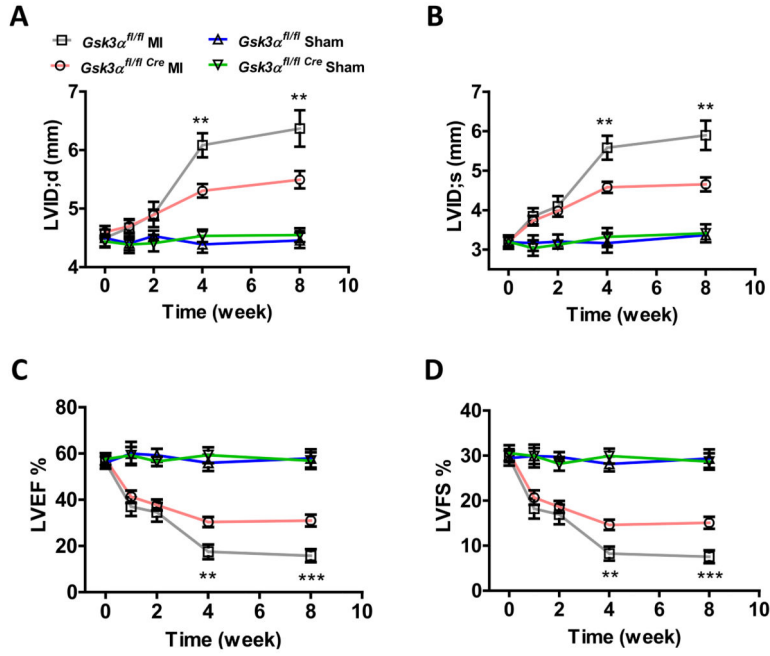 A
B
Gsk3α^fl/fl MI
Gsk3α^fl/fl Sham
Gsk3α^fl/fl Cre MI
Gsk3α^fl/fl Cre Sham
LVID;d (mm)
7
6
5
4
** **
0 2 4 6 8 10
Time (week)
LVID;s (mm)
7
6
5
4
3
** **
0 2 4 6 8 10
Time (week)
C
D
LVEF %
80
60
40
20
0
** ***
0 2 4 6 8 10
Time (week)
LVFS %
40
30
20
10
0
** ***
0 2 4 6 8 10
Time (week)